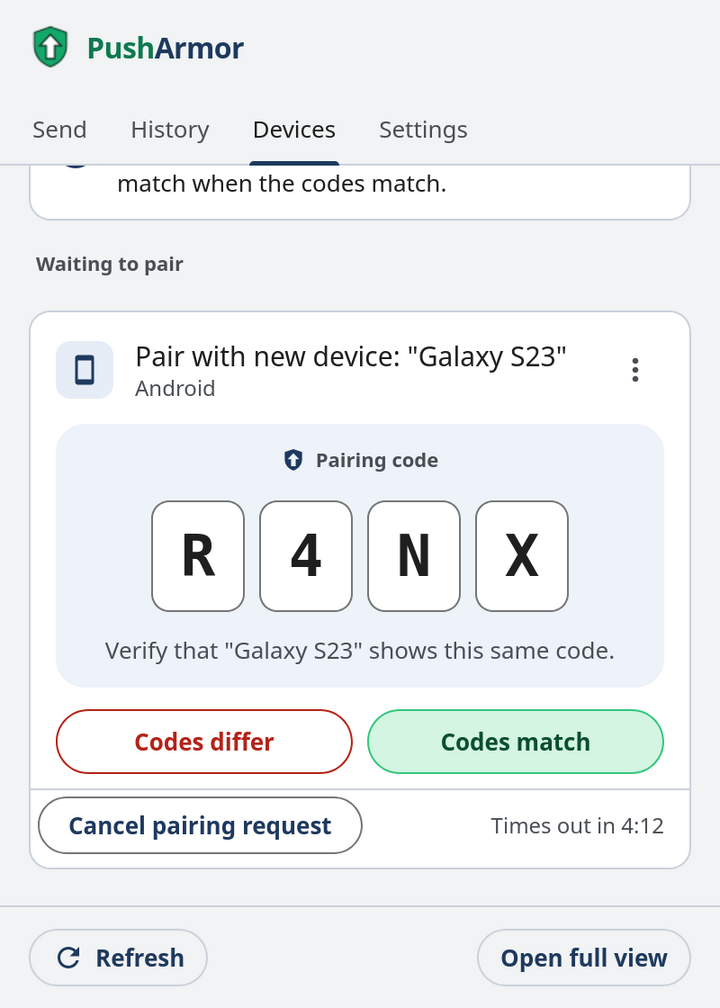 PushArmor
Send History Devices Settings
match when the codes match.
Waiting to pair
Pair with new device: "Galaxy S23"
Android
Pairing code
R 4 N X
Verify that "Galaxy S23" shows this same code.
Codes differ Codes match
Cancel pairing request Times out in 4:12
Refresh Open full view